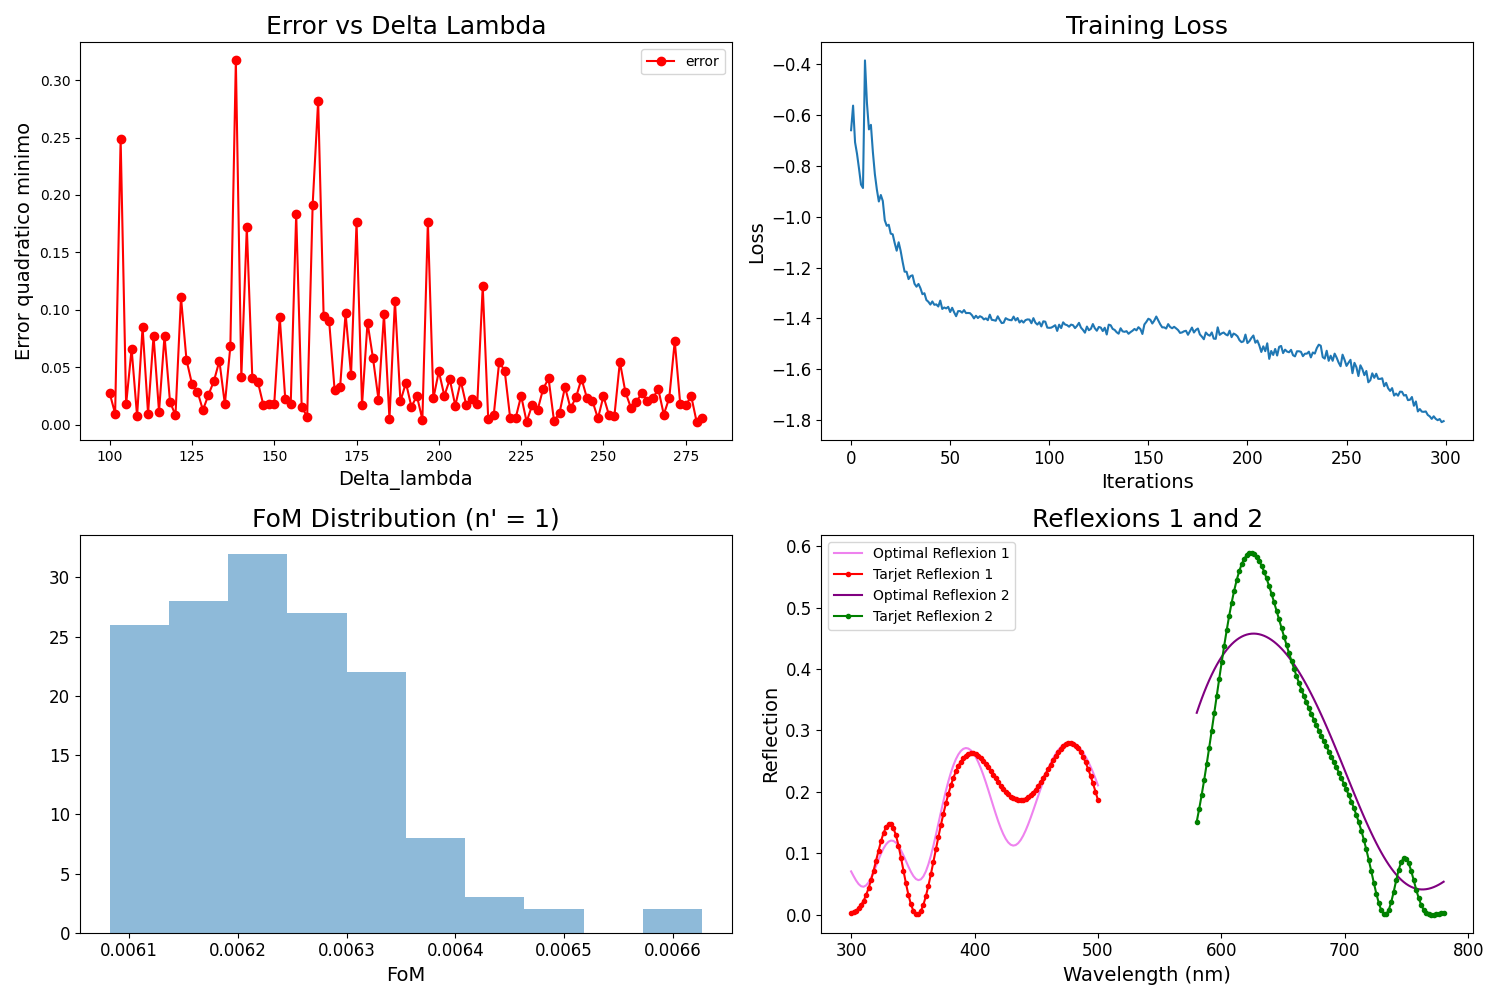 Error vs Delta Lambda
error
Error quadratico minimo
0.30
0.25
0.20
0.15
0.10
0.05
0.00
100 125 150 175 200 225 250 275
Delta_lambda
Training Loss
Loss
−0.4
−0.6
−0.8
−1.0
−1.2
−1.4
−1.6
−1.8
0 50 100 150 200 250 300
Iterations
FoM Distribution (n' = 1)
30
25
20
15
10
5
0
0.0061 0.0062 0.0063 0.0064 0.0065 0.0066
FoM
Reflexions 1 and 2
Optimal Reflexion 1
Tarjet Reflexion 1
Optimal Reflexion 2
Tarjet Reflexion 2
Reflection
0.6
0.5
0.4
0.3
0.2
0.1
0.0
300 400 500 600 700 800
Wavelength (nm)